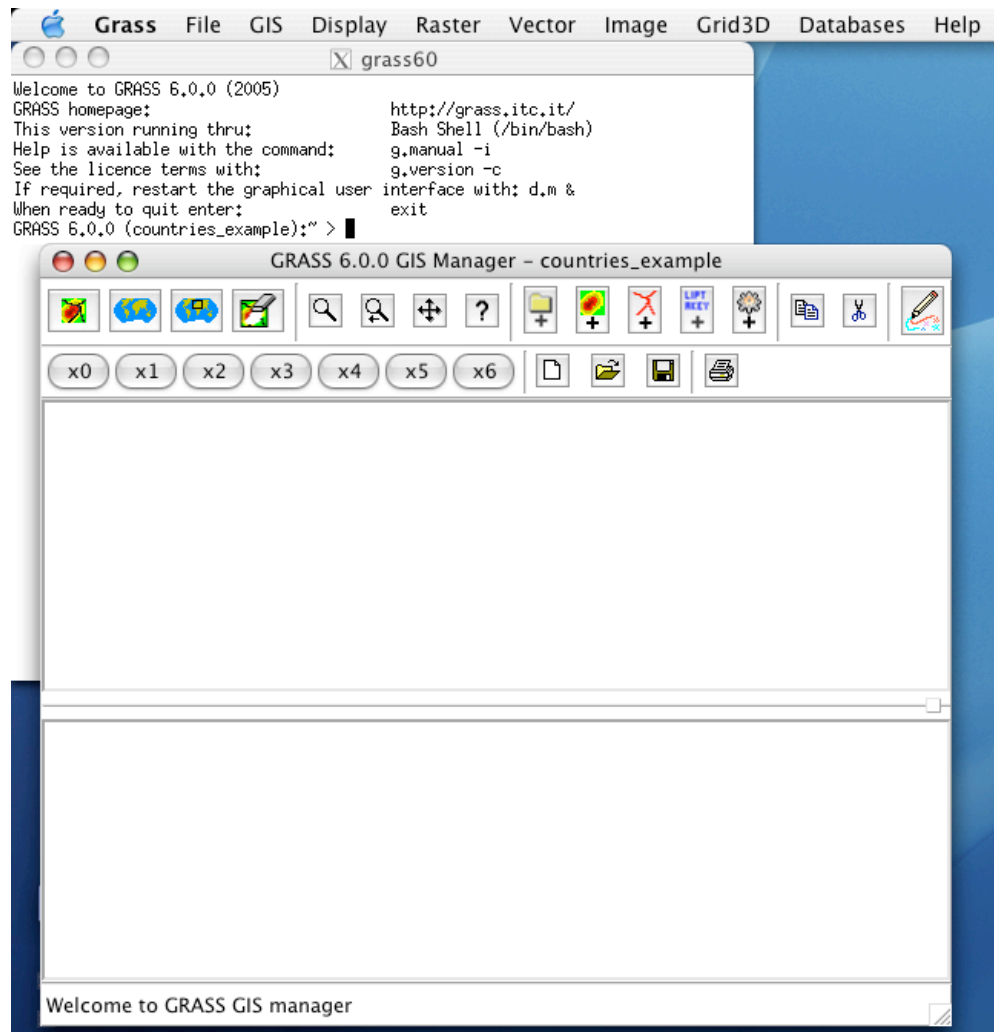 Grass File GIS Display Raster Vector Image Grid3D Databases Help
X grass60
Welcome to GRASS 6.0.0 (2005)
GRASS homepage: http://grass.itc.it/
This version running thru: Bash Shell (/bin/bash)
Help is available with the command: g.manual -i
See the licence terms with: g.version -c
If required, restart the graphical user interface with: d.m &
When ready to quit enter: exit
GRASS 6.0.0 (countries_example):~ >
GRASS 6.0.0 GIS Manager – countries_example
?
x0 x1 x2 x3 x4 x5 x6
Welcome to GRASS GIS manager